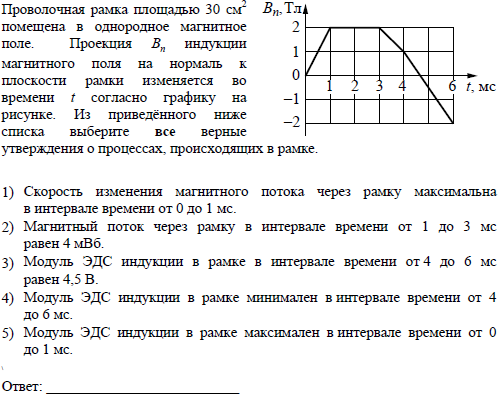 Проволочная рамка площадью 30 см²
помещена в однородное магнитное
поле. Проекция Bn индукции
магнитного поля на нормаль к
плоскости рамки изменяется во
времени t согласно графику на
рисунке. Из приведённого ниже
списка выберите все верные
утверждения о процессах, происходящих в рамке.
Bn, Тл
2
1
0
−1
−2
1 2 3 4 6 t, мс
1) Скорость изменения магнитного потока через рамку максимальна
в интервале времени от 0 до 1 мс.
2) Магнитный поток через рамку в интервале времени от 1 до 3 мс
равен 4 мВб.
3) Модуль ЭДС индукции в рамке в интервале времени от 4 до 6 мс
равен 4,5 В.
4) Модуль ЭДС индукции в рамке минимален в интервале времени от 4
до 6 мс.
5) Модуль ЭДС индукции в рамке максимален в интервале времени от 0
до 1 мс.
Ответ: ___________________________